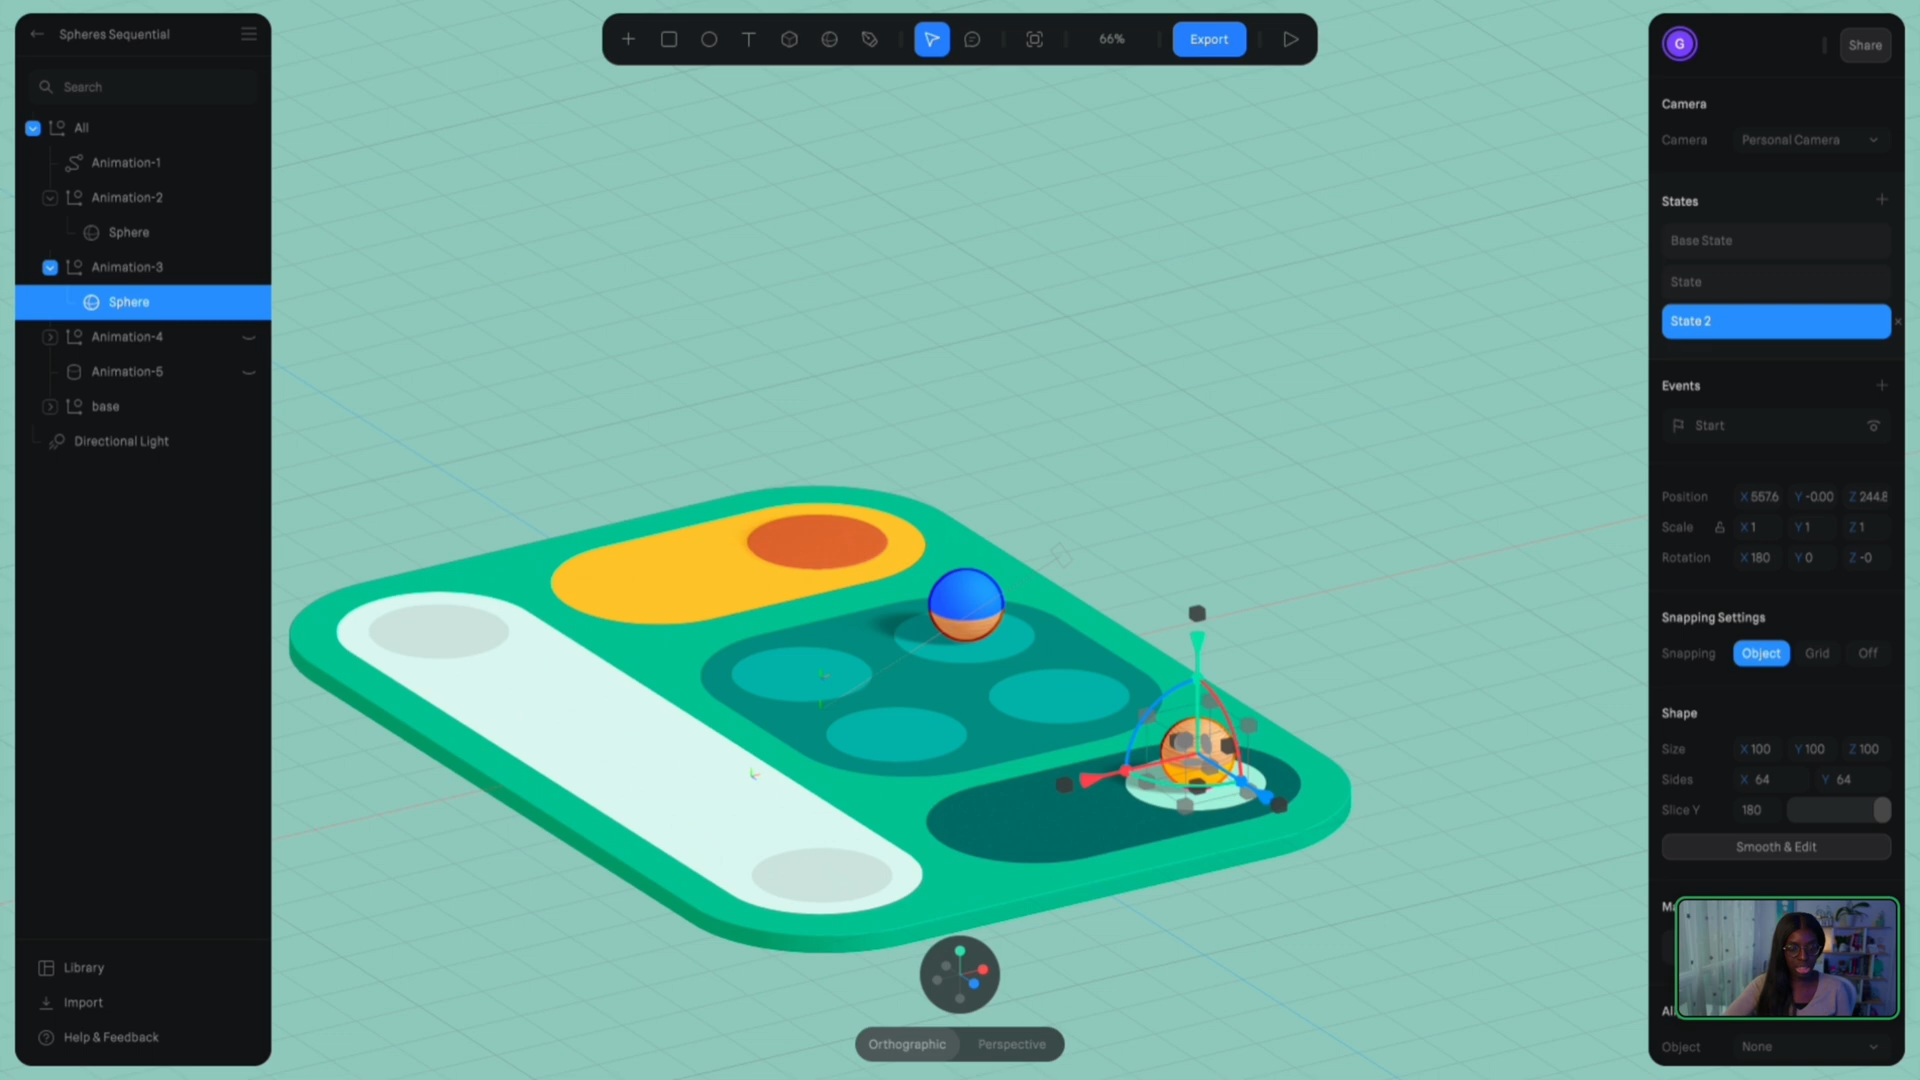 Spheres Sequential
Search
All
Animation-1
Animation-2
Sphere
Animation-3
Sphere
Animation-4
Animation-5
base
Directional Light
Library
Import
Help & Feedback
66%
Export
Orthographic
Perspective
G
Share
Camera
Camera Personal Camera
States
Base State
State
State 2
Events
Start
Position X 557.6 Y -0.00 Z 244.8
Scale X 1 Y 1 Z 1
Rotation X 180 Y 0 Z -0
Snapping Settings
Snapping Object Grid Off
Shape
Size X 100 Y 100 Z 100
Sides X 64 Y 64
Slice Y 180
Smooth & Edit
Object None